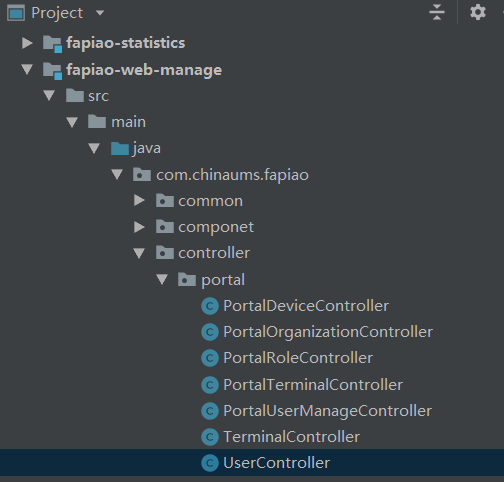 Project
fapiao-statistics
fapiao-web-manage
src
main
java
com.chinaums.fapiao
common
componet
controller
portal
C PortalDeviceController
C PortalOrganizationController
C PortalRoleController
C PortalTerminalController
C PortalUserManageController
C TerminalController
C UserController